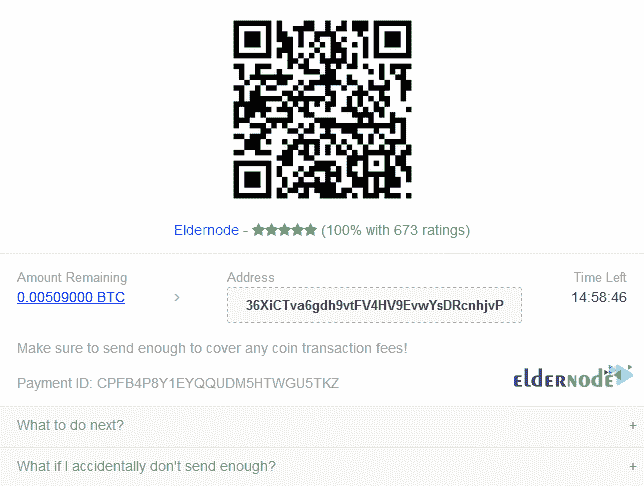 Eldernode - ★★★★★ (100% with 673 ratings)
Amount Remaining
0.00509000 BTC
>
Address
36XiCTva6gdh9vtFV4HV9EvwYsDRcnhjvP
Time Left
14:58:46
Make sure to send enough to cover any coin transaction fees!
Payment ID: CPFB4P8Y1EYQQUDM5HTWGU5TKZ
ELDERNODE
What to do next? +
What if I accidentally don't send enough? +